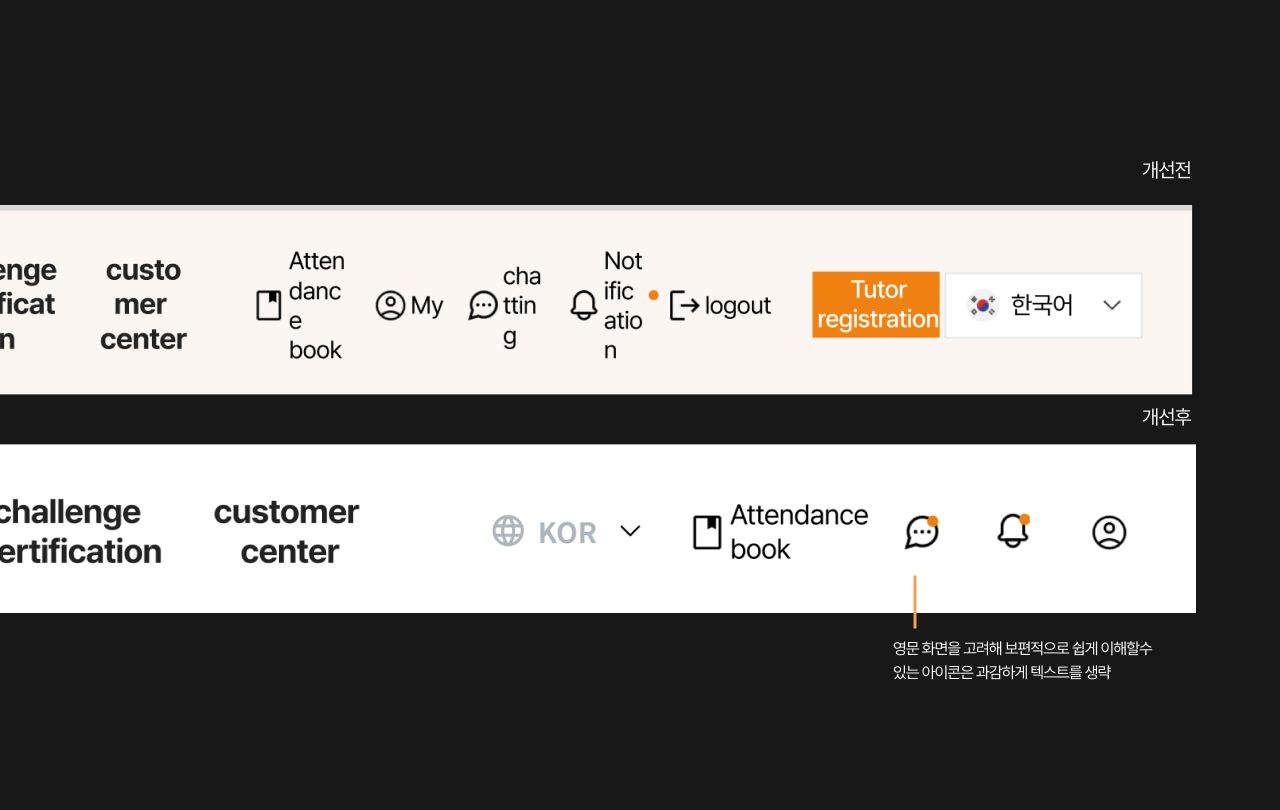 개선전
enge
ificat
n
custo
mer
center
Atten
danc
e
book
My
cha
ttin
g
Not
ific
atio
n
logout
Tutor
registration
한국어
개선후
challenge
ertification
customer
center
KOR
Attendance
book
영문 화면을 고려해 보편적으로 쉽게 이해할수
있는 아이콘은 과감하게 텍스트를 생략